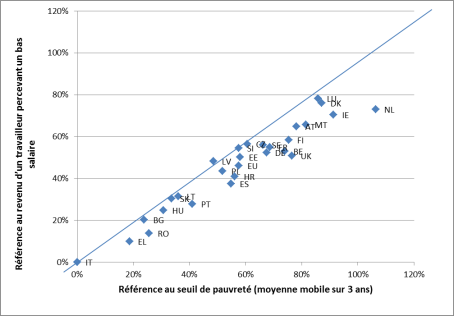 120%
100%
80%
60%
40%
20%
0%
Référence au revenu d'un travailleur percevant un bas
salaire
LU
DK
NL
IE
MT
AT
FI
SI
SE
FR
DE
BE
UK
LV
EE
EU
HR
ES
LT
SK
PT
HU
BG
RO
EL
IT
0% 20% 40% 60% 80% 100% 120%
Référence au seuil de pauvreté (moyenne mobile sur 3 ans)